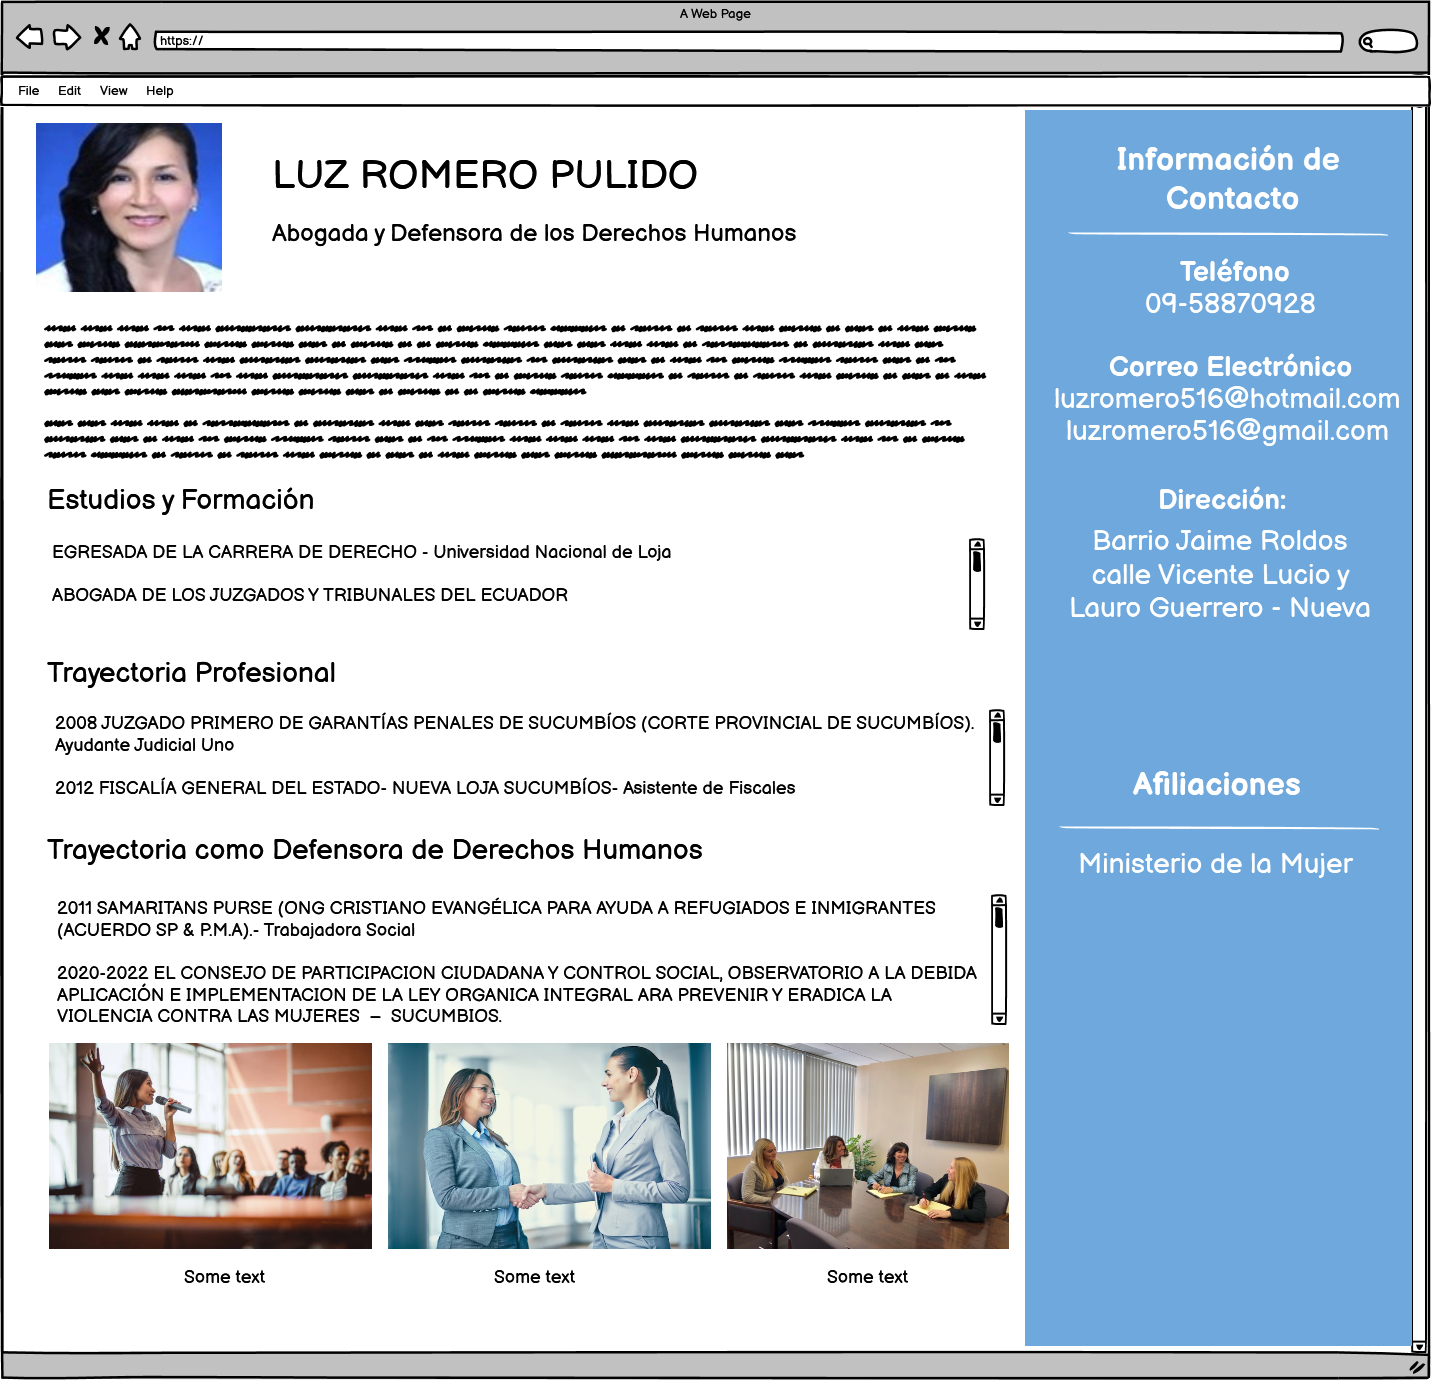 A Web Page
https://
File Edit View Help
LUZ ROMERO PULIDO
Abogada y Defensora de los Derechos Humanos
Estudios y Formación
EGRESADA DE LA CARRERA DE DERECHO - Universidad Nacional de Loja
ABOGADA DE LOS JUZGADOS Y TRIBUNALES DEL ECUADOR
Trayectoria Profesional
2008 JUZGADO PRIMERO DE GARANTÍAS PENALES DE SUCUMBÍOS (CORTE PROVINCIAL DE SUCUMBÍOS).
Ayudante Judicial Uno
2012 FISCALÍA GENERAL DEL ESTADO- NUEVA LOJA SUCUMBÍOS- Asistente de Fiscales
Trayectoria como Defensora de Derechos Humanos
2011 SAMARITANS PURSE (ONG CRISTIANO EVANGÉLICA PARA AYUDA A REFUGIADOS E INMIGRANTES
(ACUERDO SP & P.M.A).- Trabajadora Social
2020-2022 EL CONSEJO DE PARTICIPACION CIUDADANA Y CONTROL SOCIAL, OBSERVATORIO A LA DEBIDA
APLICACIÓN E IMPLEMENTACION DE LA LEY ORGANICA INTEGRAL ARA PREVENIR Y ERADICA LA
VIOLENCIA CONTRA LAS MUJERES – SUCUMBIOS.
Some text
Some text
Some text
Información de
Contacto
Teléfono
09-58870928
Correo Electrónico
luzromero516@hotmail.com
luzromero516@gmail.com
Dirección:
Barrio Jaime Roldos
calle Vicente Lucio y
Lauro Guerrero - Nueva
Afiliaciones
Ministerio de la Mujer